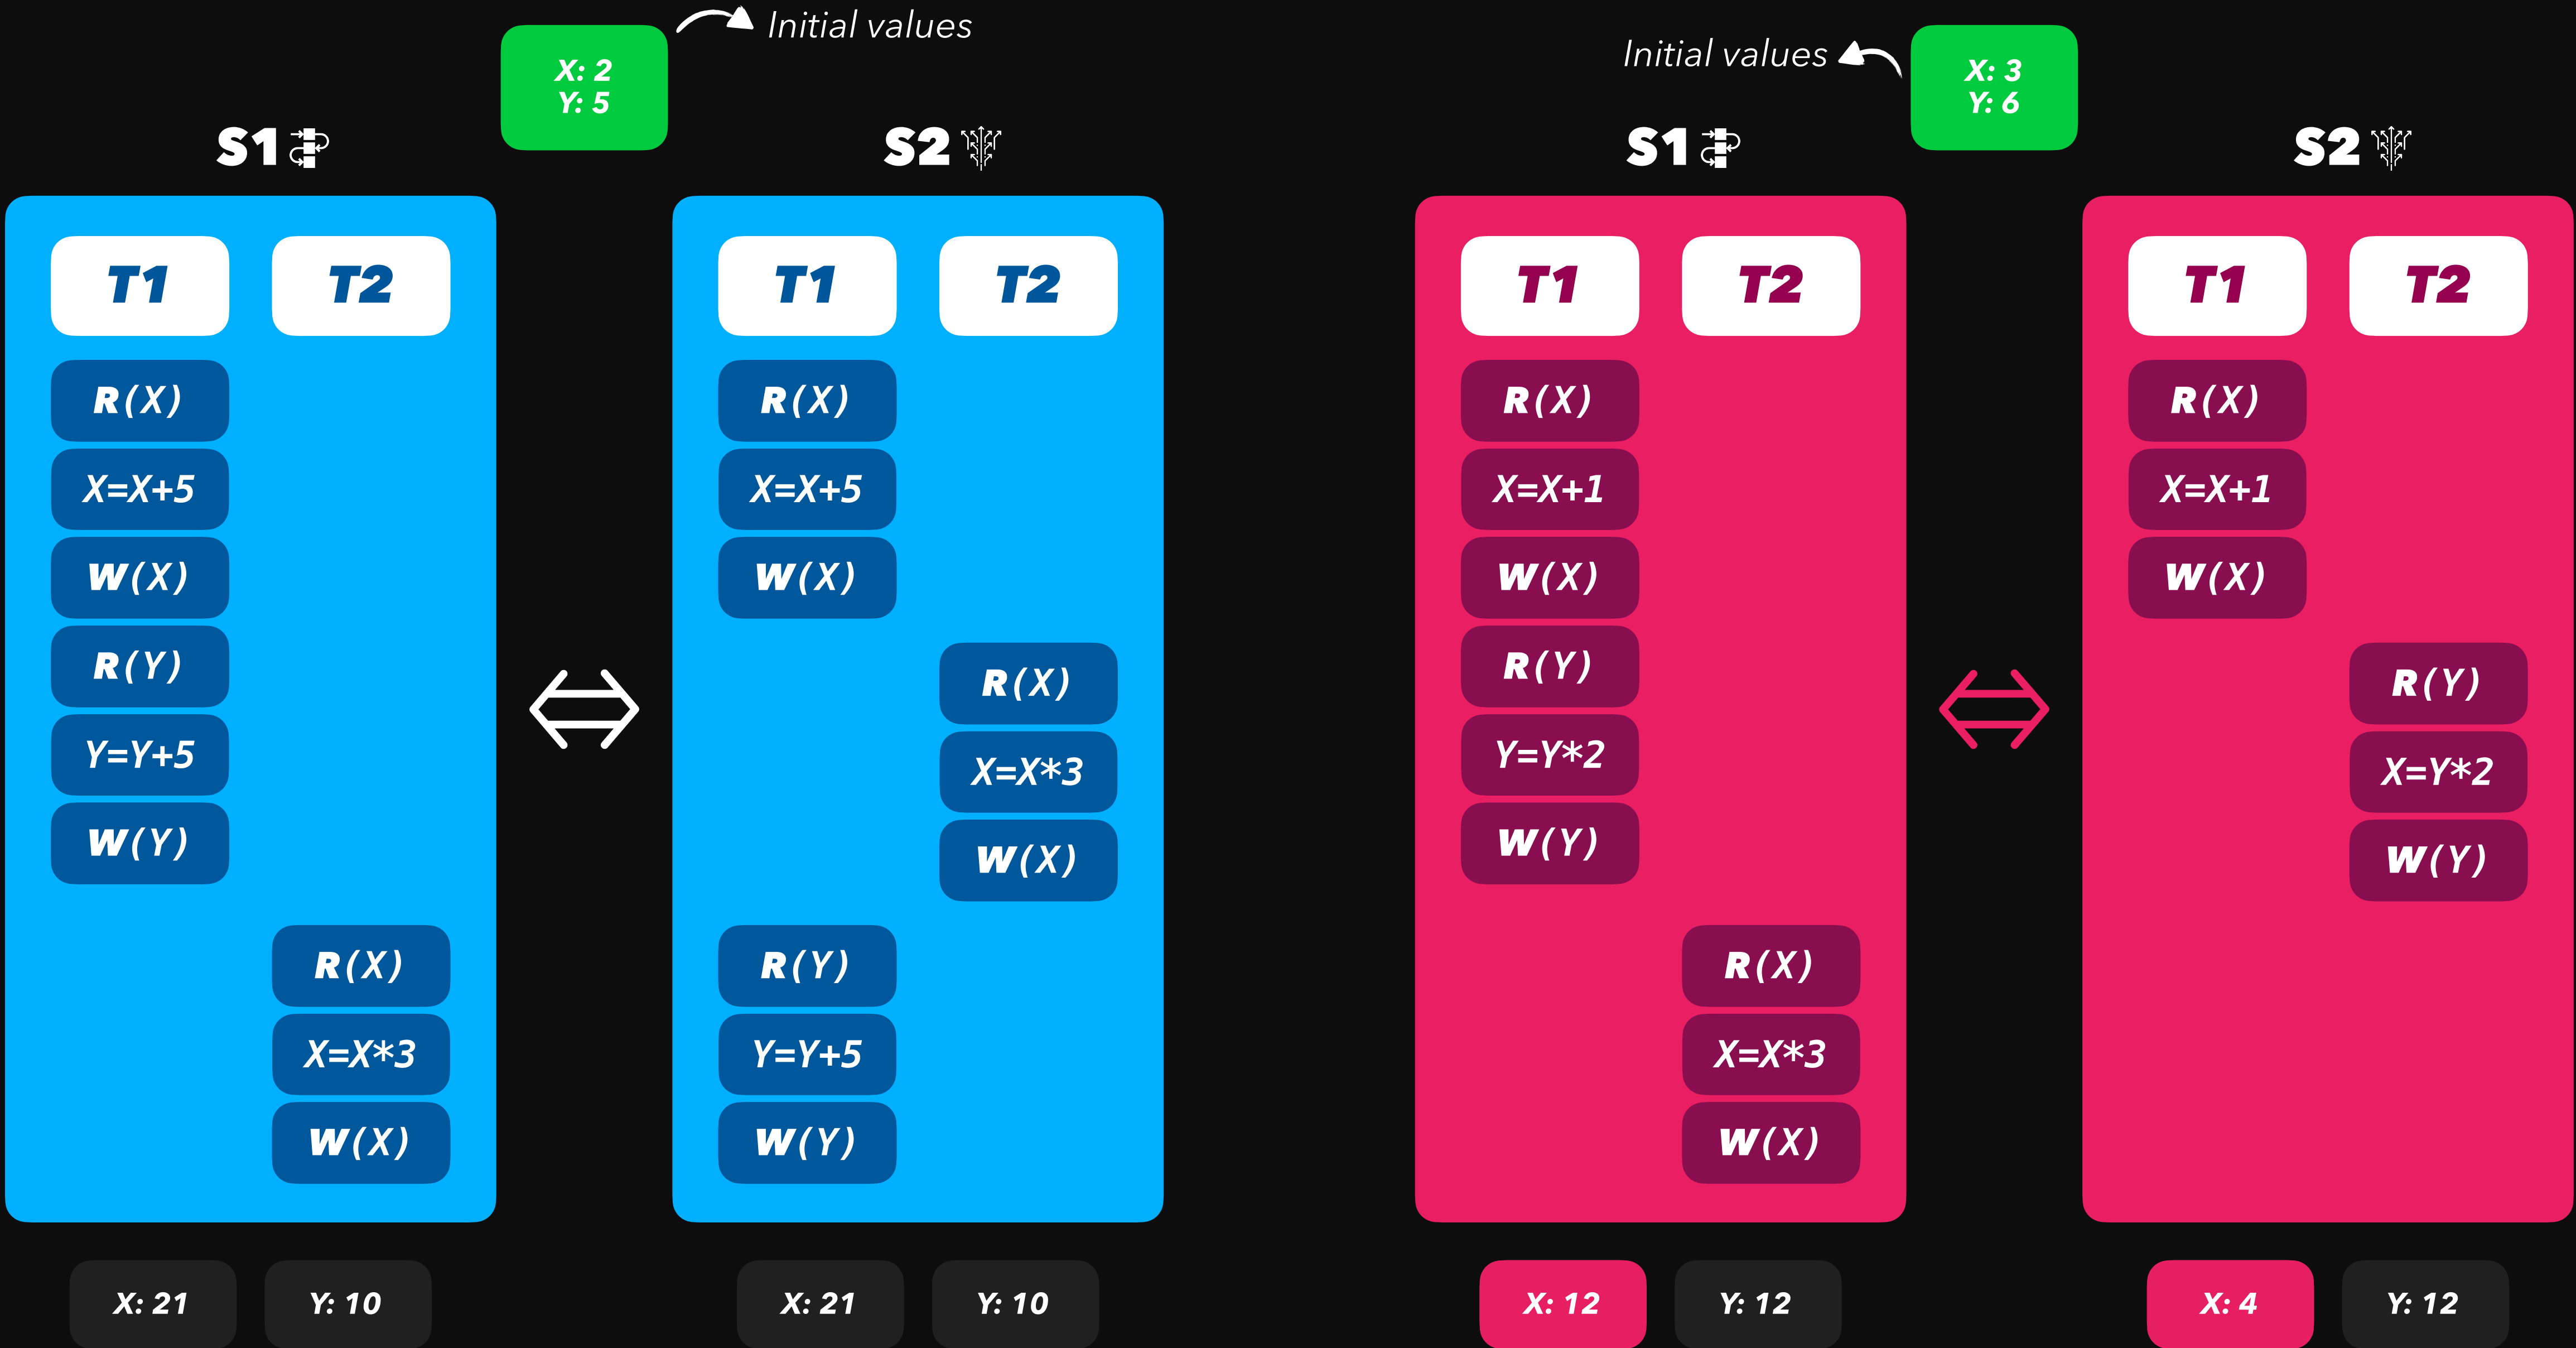 Initial values
X: 2
Y: 5
S1
S2
T1 T2
R(X)
X=X+5
W(X)
R(Y)
Y=Y+5
W(Y)
R(X)
X=X*3
W(X)
X: 21 Y: 10
T1 T2
R(X)
X=X+5
W(X)
R(X)
X=X*3
W(X)
R(Y)
Y=Y+5
W(Y)
X: 21 Y: 10
Initial values
X: 3
Y: 6
S1
S2
T1 T2
R(X)
X=X+1
W(X)
R(Y)
Y=Y*2
W(Y)
R(X)
X=X*3
W(X)
X: 12 Y: 12
T1 T2
R(X)
X=X+1
W(X)
R(Y)
X=Y*2
W(Y)
X: 4 Y: 12